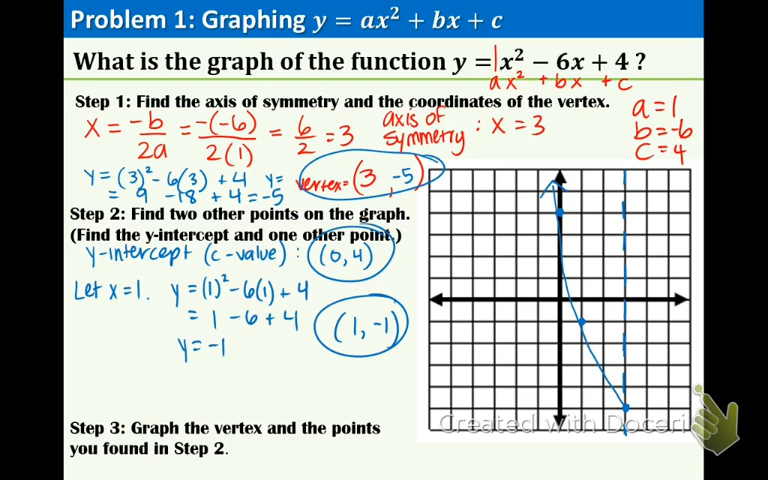 Problem 1: Graphing y = ax² + bx + c
What is the graph of the function y = 1x² − 6x + 4 ?
ax² + bx + c
Step 1: Find the axis of symmetry and the coordinates of the vertex.
a = 1
b = -6
c = 4
x = -b/2a = -(-6)/2(1) = 6/2 = 3 axis of symmetry : x = 3
y = (3)² - 6(3) + 4 y =
= 9 - 18 + 4 = -5
vertex = (3, -5)
Step 2: Find two other points on the graph.
(Find the y-intercept and one other point.)
y-intercept (c-value) : (0, 4)
Let x = 1. y = (1)² - 6(1) + 4
= 1 - 6 + 4
y = -1
(1, -1)
Step 3: Graph the vertex and the points
you found in Step 2.
Created with Doceri